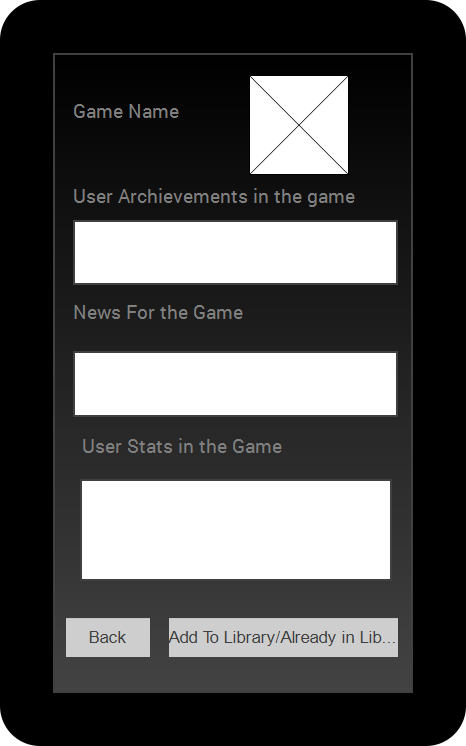 Game Name
User Archievements in the game
News For the Game
User Stats in the Game
Back
Add To Library/Already in Lib...